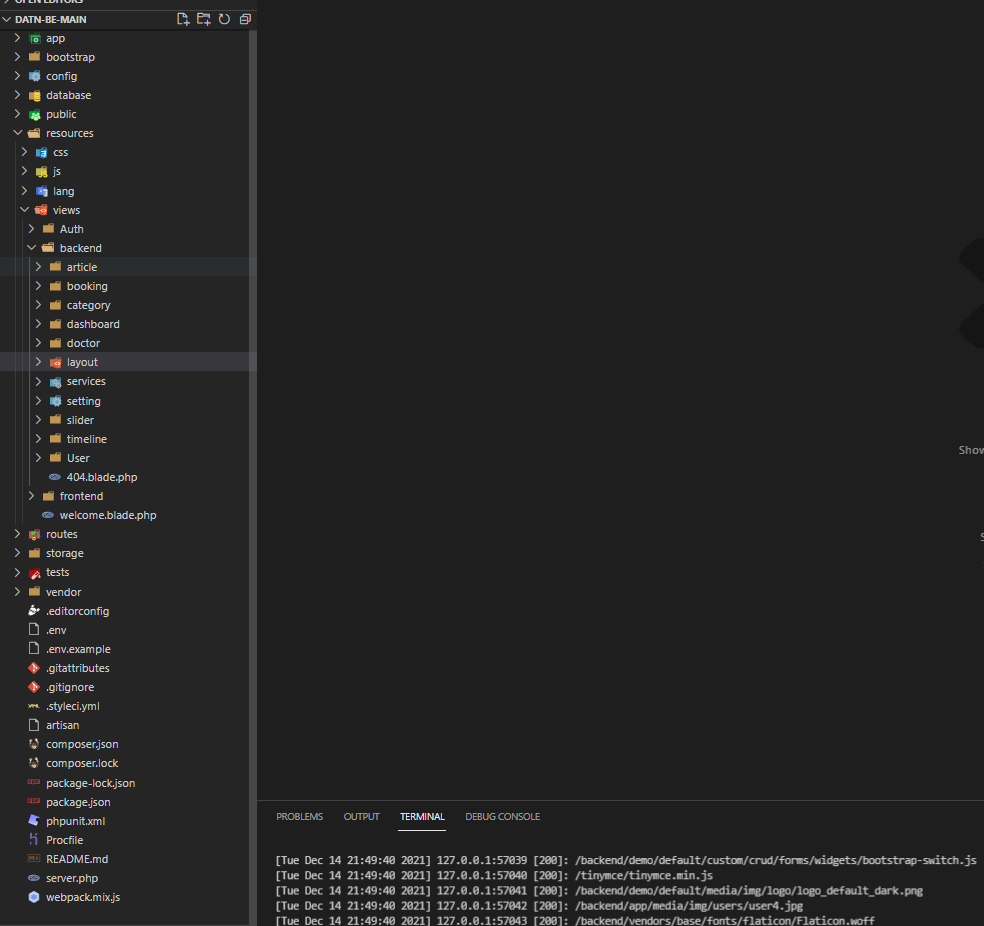 OPEN EDITORS
DATN-BE-MAIN
app
bootstrap
config
database
public
resources
css
js
lang
views
Auth
backend
article
booking
category
dashboard
doctor
layout
services
setting
slider
timeline
User
404.blade.php
frontend
welcome.blade.php
routes
storage
tests
vendor
.editorconfig
.env
.env.example
.gitattributes
.gitignore
.styleci.yml
artisan
composer.json
composer.lock
package-lock.json
package.json
phpunit.xml
Procfile
README.md
server.php
webpack.mix.js
Show
S
PROBLEMS OUTPUT TERMINAL DEBUG CONSOLE
[Tue Dec 14 21:49:40 2021] 127.0.0.1:57039 [200]: /backend/demo/default/custom/crud/forms/widgets/bootstrap-switch.js
[Tue Dec 14 21:49:40 2021] 127.0.0.1:57040 [200]: /tinymce/tinymce.min.js
[Tue Dec 14 21:49:40 2021] 127.0.0.1:57041 [200]: /backend/demo/default/media/img/logo/logo_default_dark.png
[Tue Dec 14 21:49:40 2021] 127.0.0.1:57042 [200]: /backend/app/media/img/users/user4.jpg
[Tue Dec 14 21:49:40 2021] 127.0.0.1:57043 [200]: /backend/vendors/base/fonts/flaticon/Flaticon.woff